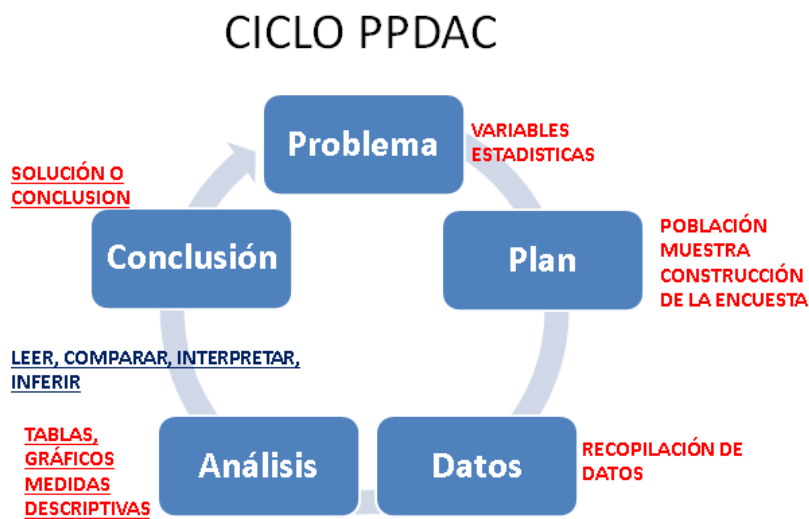 CICLO PPDAC
Problema
VARIABLES
ESTADISTICAS
Plan
POBLACIÓN
MUESTRA
CONSTRUCCIÓN
DE LA ENCUESTA
Datos
RECOPILACIÓN DE
DATOS
Análisis
TABLAS,
GRÁFICOS
MEDIDAS
DESCRIPTIVAS
LEER, COMPARAR, INTERPRETAR,
INFERIR
Conclusión
SOLUCIÓN O
CONCLUSION